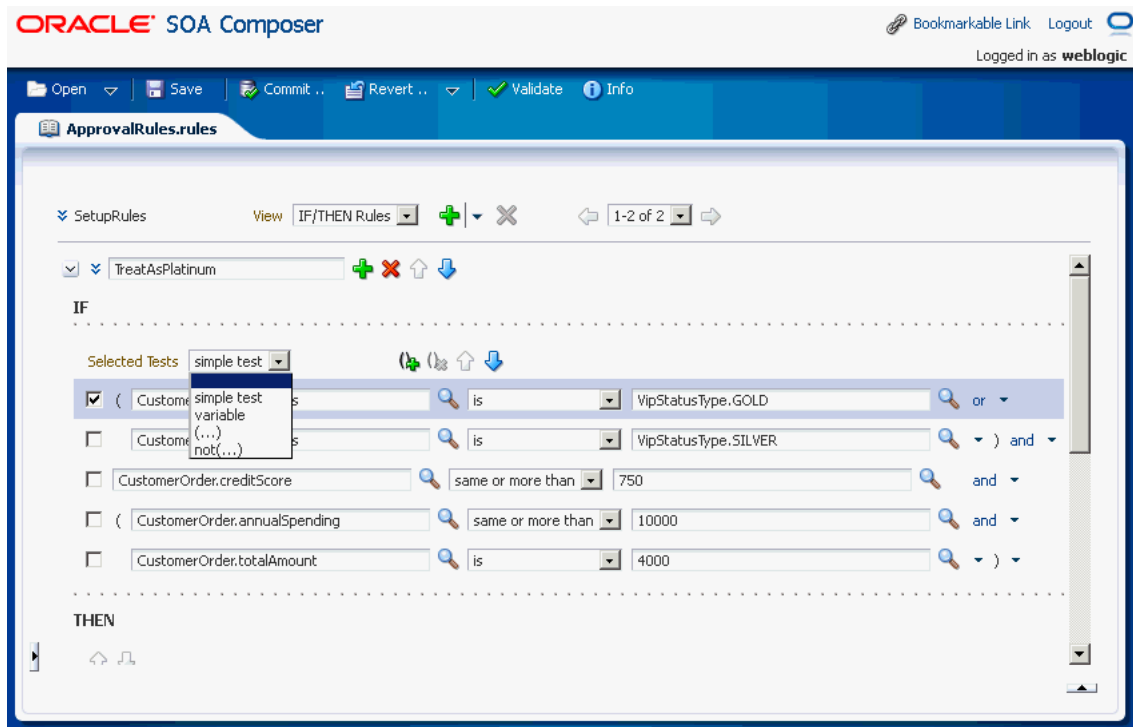 ORACLE SOA Composer
Bookmarkable Link Logout
Logged in as weblogic
Open Save Commit .. Revert .. Validate Info
ApprovalRules.rules
SetupRules View IF/THEN Rules 1-2 of 2
TreatAsPlatinum
IF
Selected Tests simple test
simple test
variable
(...)
not(...)
( Custome s is VipStatusType.GOLD or
Custome s is VipStatusType.SILVER ) and
CustomerOrder.creditScore same or more than 750 and
( CustomerOrder.annualSpending same or more than 10000 and
CustomerOrder.totalAmount is 4000 )
THEN